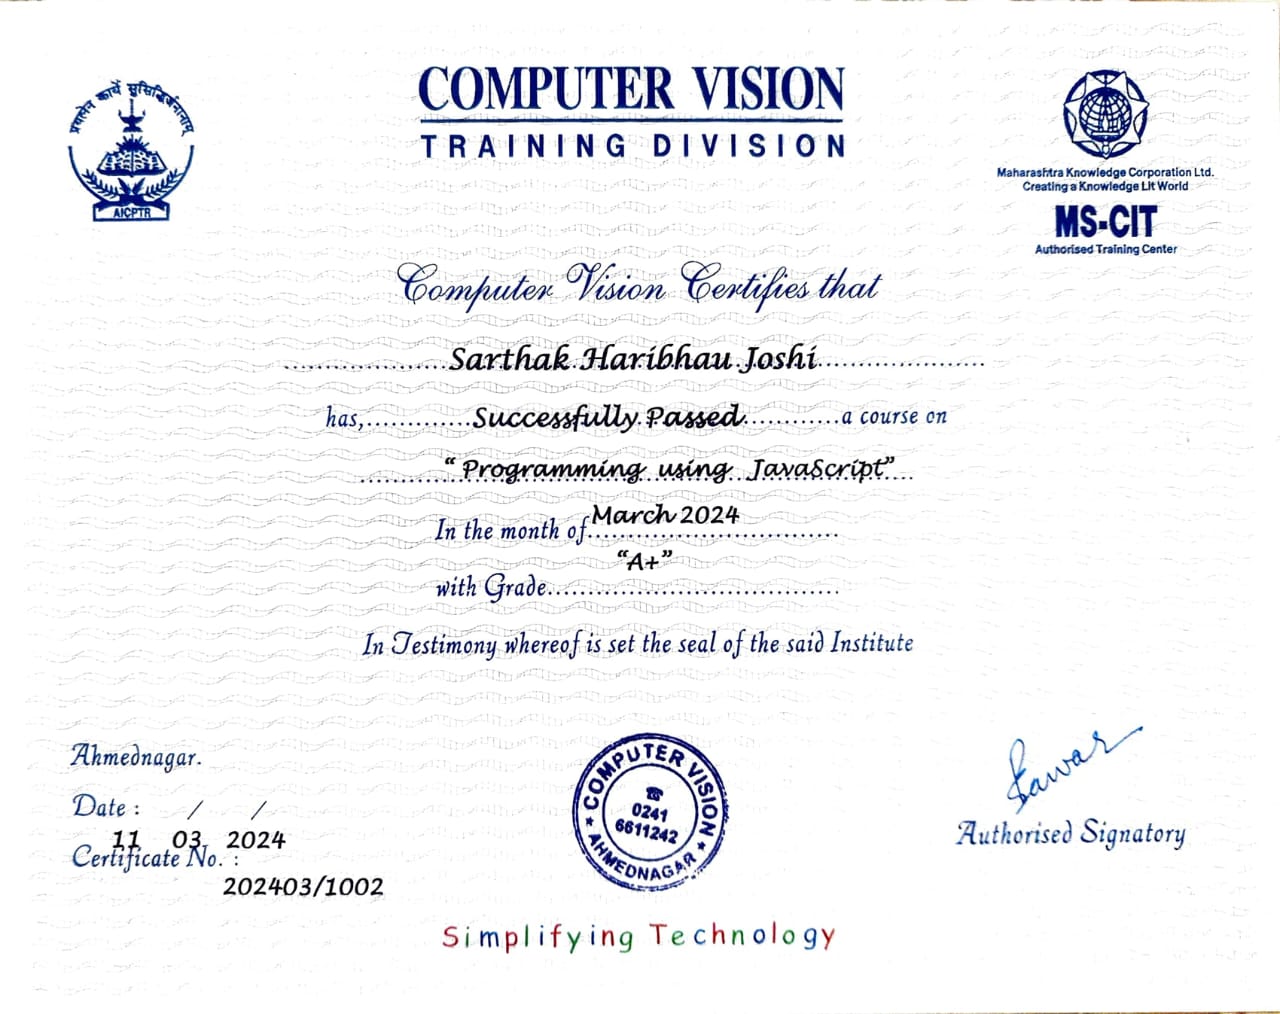 प्रयत्नेन कार्य सुसिद्धिर्जनानाम्
AICPTR
COMPUTER VISION
TRAINING DIVISION
Maharashtra Knowledge Corporation Ltd.
Creating a Knowledge Lit World
MS-CIT
Authorised Training Center
Computer Vision Certifies that
Sarthak Haribhau Joshi
has, Successfully Passed a course on
“Programming using JavaScript”
In the month of March 2024
with Grade “A+”
In Testimony whereof is set the seal of the said Institute
Ahmednagar.
Date : 11 / 03 / 2024
Certificate No. :
202403/1002
COMPUTER VISION
☎
0241
6611242
★ AHMEDNAGAR ★
Authorised Signatory
Simplifying Technology